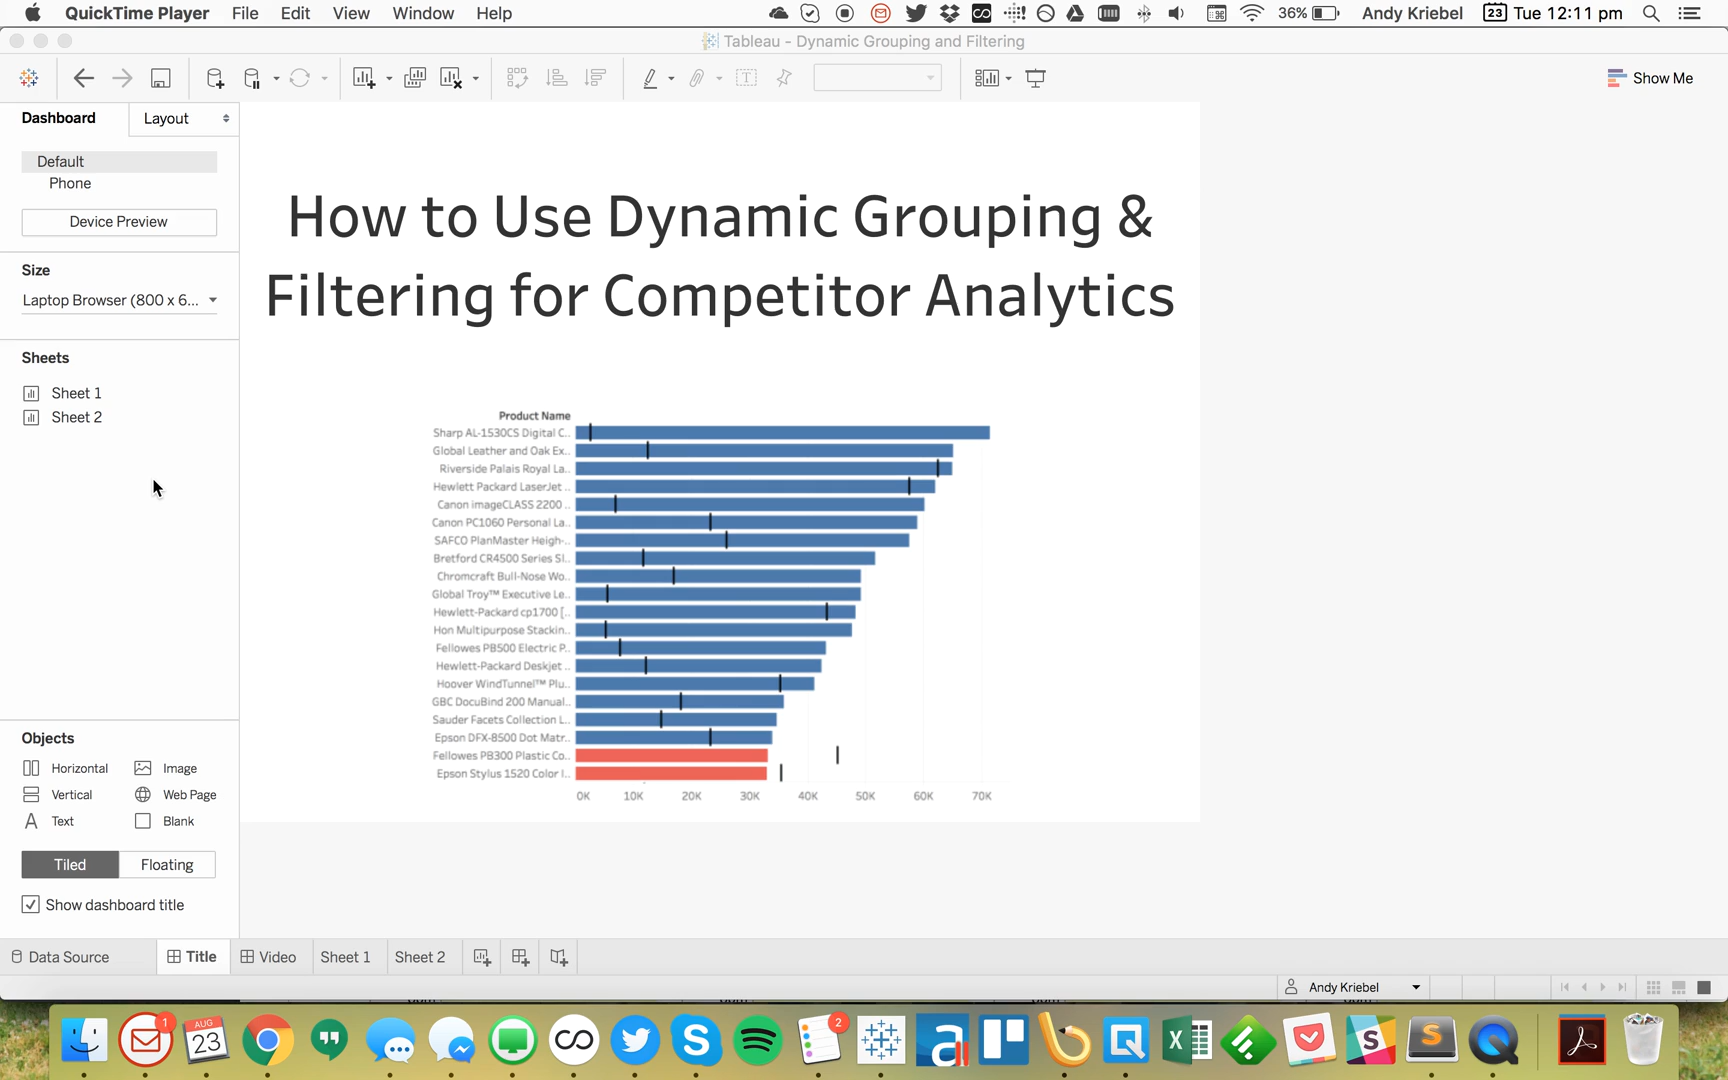 QuickTime Player File Edit View Window Help 36% Andy Kriebel 23 Tue 12:11 pm
Tableau - Dynamic Grouping and Filtering
Show Me
Dashboard Layout
Default
Phone
Device Preview
Size
Laptop Browser (800 x 6...
Sheets
Sheet 1
Sheet 2
Objects
Horizontal Image
Vertical Web Page
Text Blank
Tiled Floating
Show dashboard title
How to Use Dynamic Grouping &
Filtering for Competitor Analytics
Product Name
Sharp AL-1530CS Digital C..
Global Leather and Oak Ex..
Riverside Palais Royal La..
Hewlett Packard LaserJet ..
Canon imageCLASS 2200 ..
Canon PC1060 Personal La..
SAFCO PlanMaster Heigh-..
Bretford CR4500 Series Sl..
Chromcraft Bull-Nose Wo..
Global Troy™ Executive Le..
Hewlett-Packard cp1700 [..
Hon Multipurpose Stackin..
Fellowes PB500 Electric P..
Hewlett-Packard Deskjet ..
Hoover WindTunnel™ Plu..
GBC DocuBind 200 Manual..
Sauder Facets Collection L..
Epson DFX-8500 Dot Matr..
Fellowes PB300 Plastic Co..
Epson Stylus 1520 Color I..
0K 10K 20K 30K 40K 50K 60K 70K
Data Source Title Video Sheet 1 Sheet 2
Andy Kriebel
1 AUG 23 2